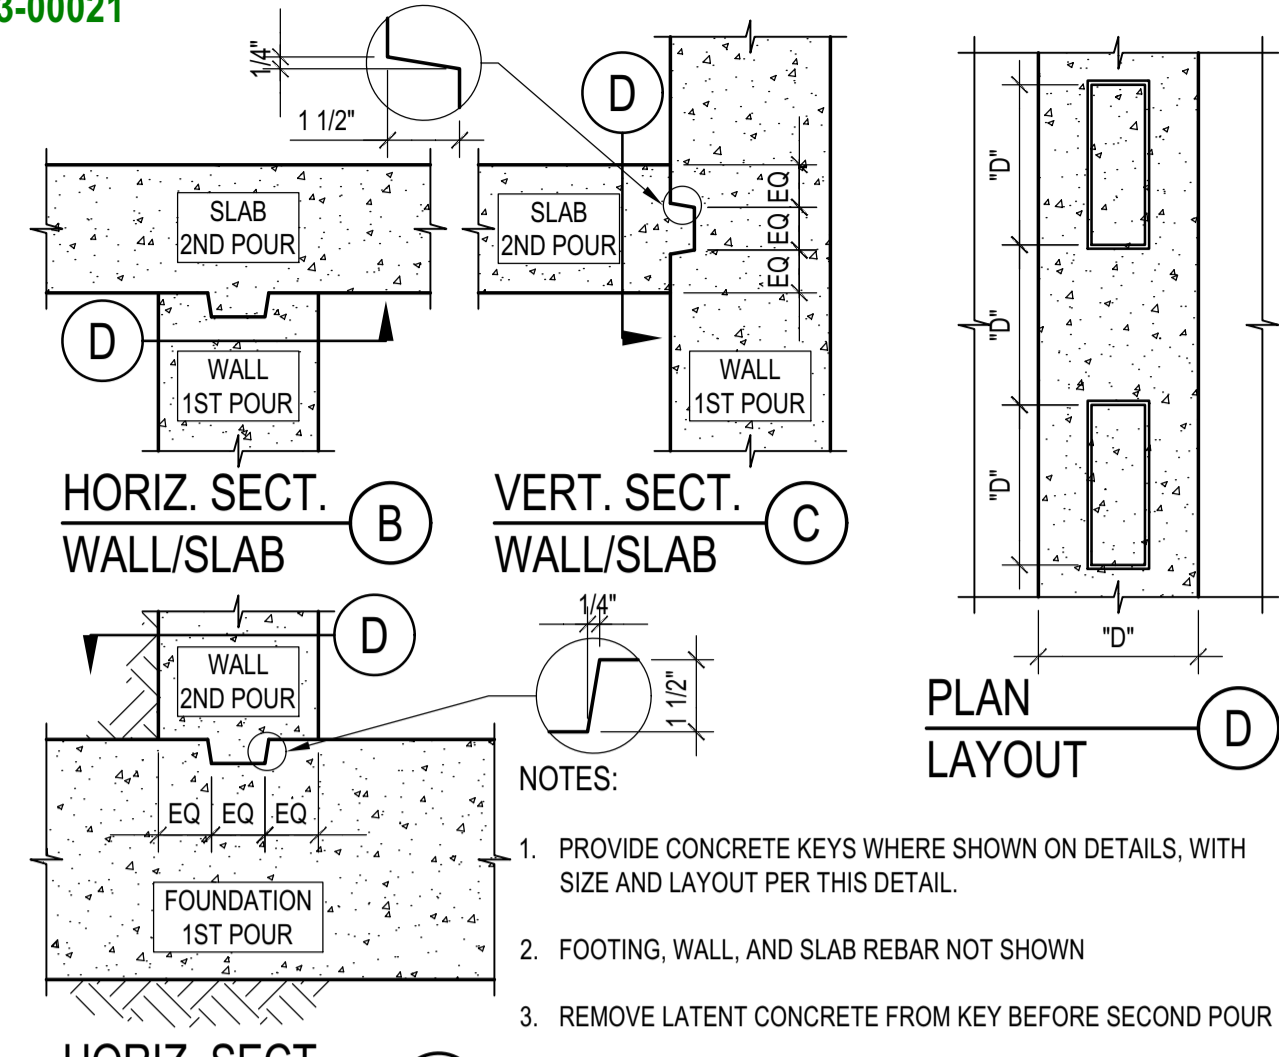 3-00021
1/4"
1 1/2"
D
SLAB
2ND POUR
SLAB
2ND POUR
EQ
EQ
EQ
"D"
"D"
"D"
D
WALL
1ST POUR
WALL
1ST POUR
HORIZ. SECT.
WALL/SLAB
B
VERT. SECT.
WALL/SLAB
C
"D"
PLAN
LAYOUT
D
D
WALL
2ND POUR
1/4"
1 1/2"
EQ EQ EQ
FOUNDATION
1ST POUR
NOTES:
1. PROVIDE CONCRETE KEYS WHERE SHOWN ON DETAILS, WITH
SIZE AND LAYOUT PER THIS DETAIL.
2. FOOTING, WALL, AND SLAB REBAR NOT SHOWN
3. REMOVE LATENT CONCRETE FROM KEY BEFORE SECOND POUR
HORIZ. SECT.